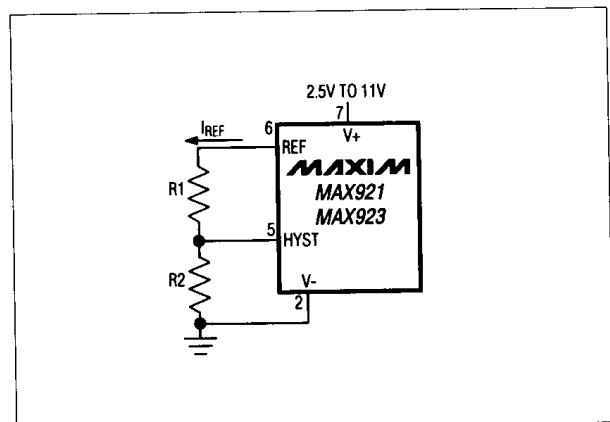 2.5V TO 11V
7
V+
IREF
6
REF
MAXIM
MAX921
MAX923
R1
5
HYST
R2
V-
2